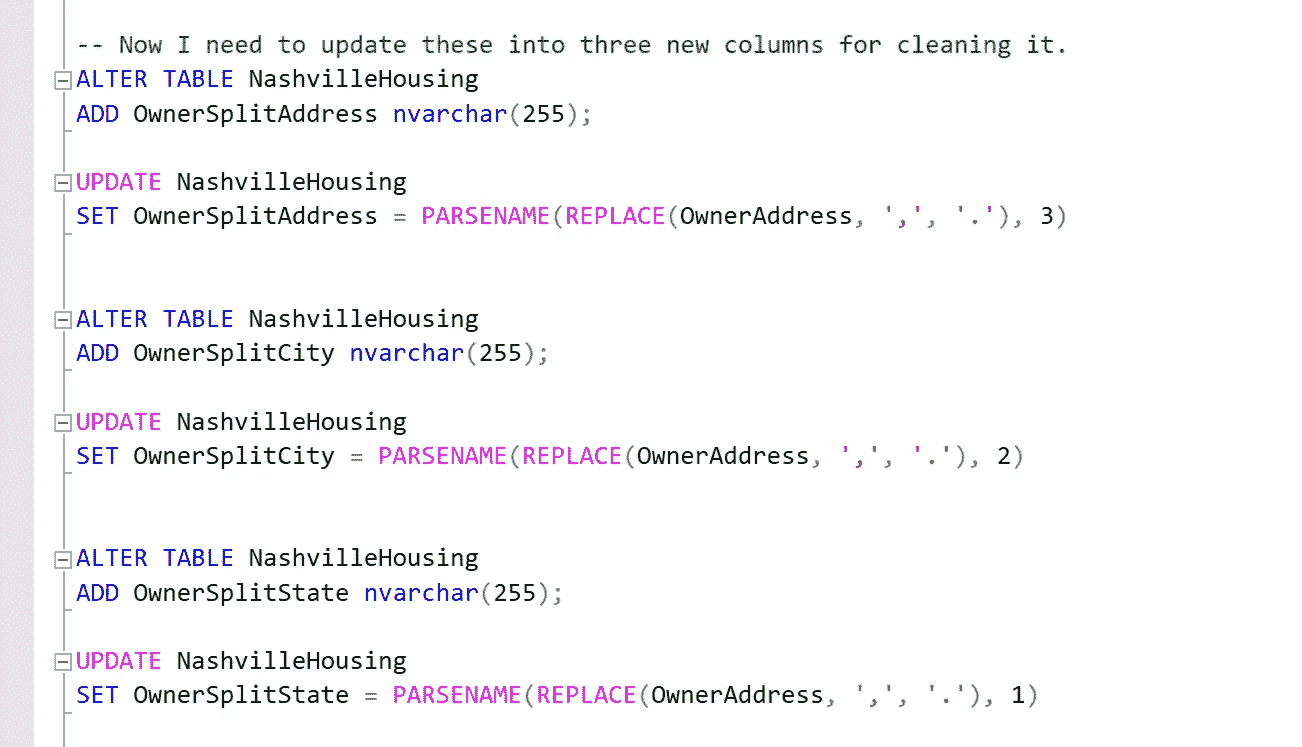 -- Now I need to update these into three new columns for cleaning it.
ALTER TABLE NashvilleHousing
ADD OwnerSplitAddress nvarchar(255);
UPDATE NashvilleHousing
SET OwnerSplitAddress = PARSENAME(REPLACE(OwnerAddress, ',', '.'), 3)
ALTER TABLE NashvilleHousing
ADD OwnerSplitCity nvarchar(255);
UPDATE NashvilleHousing
SET OwnerSplitCity = PARSENAME(REPLACE(OwnerAddress, ',', '.'), 2)
ALTER TABLE NashvilleHousing
ADD OwnerSplitState nvarchar(255);
UPDATE NashvilleHousing
SET OwnerSplitState = PARSENAME(REPLACE(OwnerAddress, ',', '.'), 1)